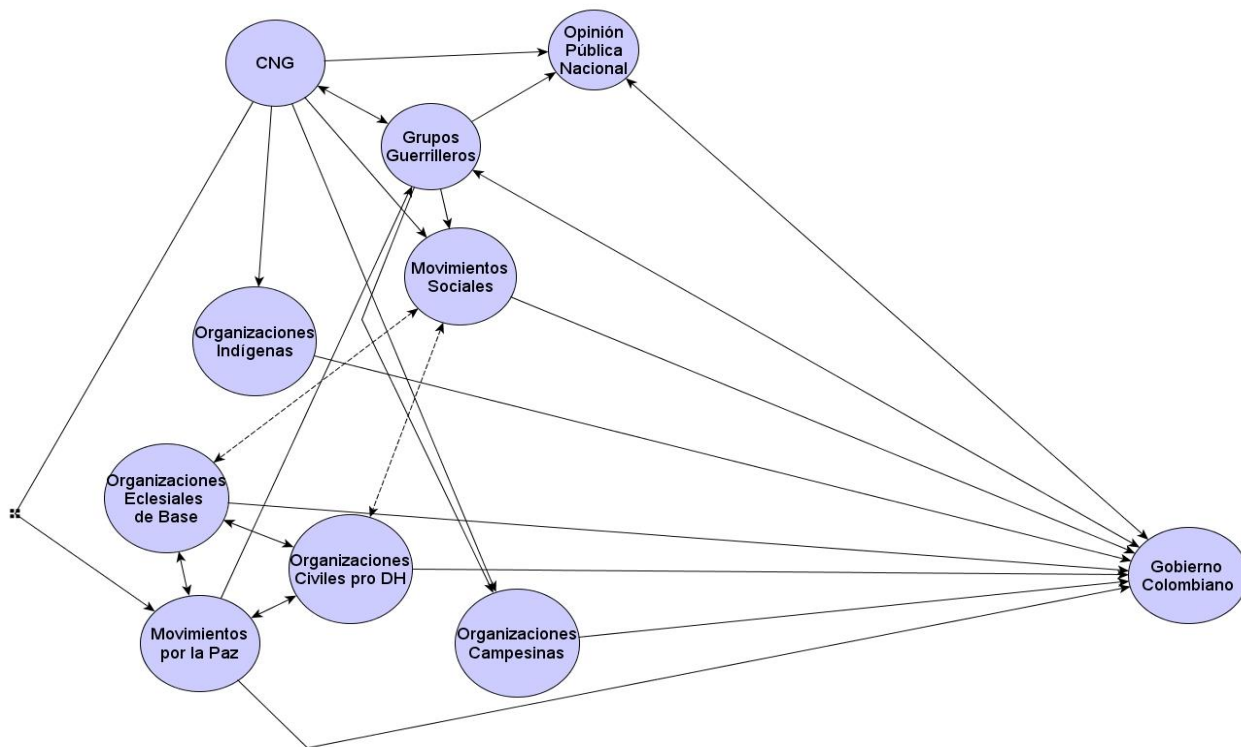 CNG
Opinión
Pública
Nacional
Grupos
Guerrilleros
Movimientos
Sociales
Organizaciones
Indígenas
Organizaciones
Eclesiales
de Base
Organizaciones
Civiles pro DH
Gobierno
Colombiano
Movimientos
por la Paz
Organizaciones
Campesinas